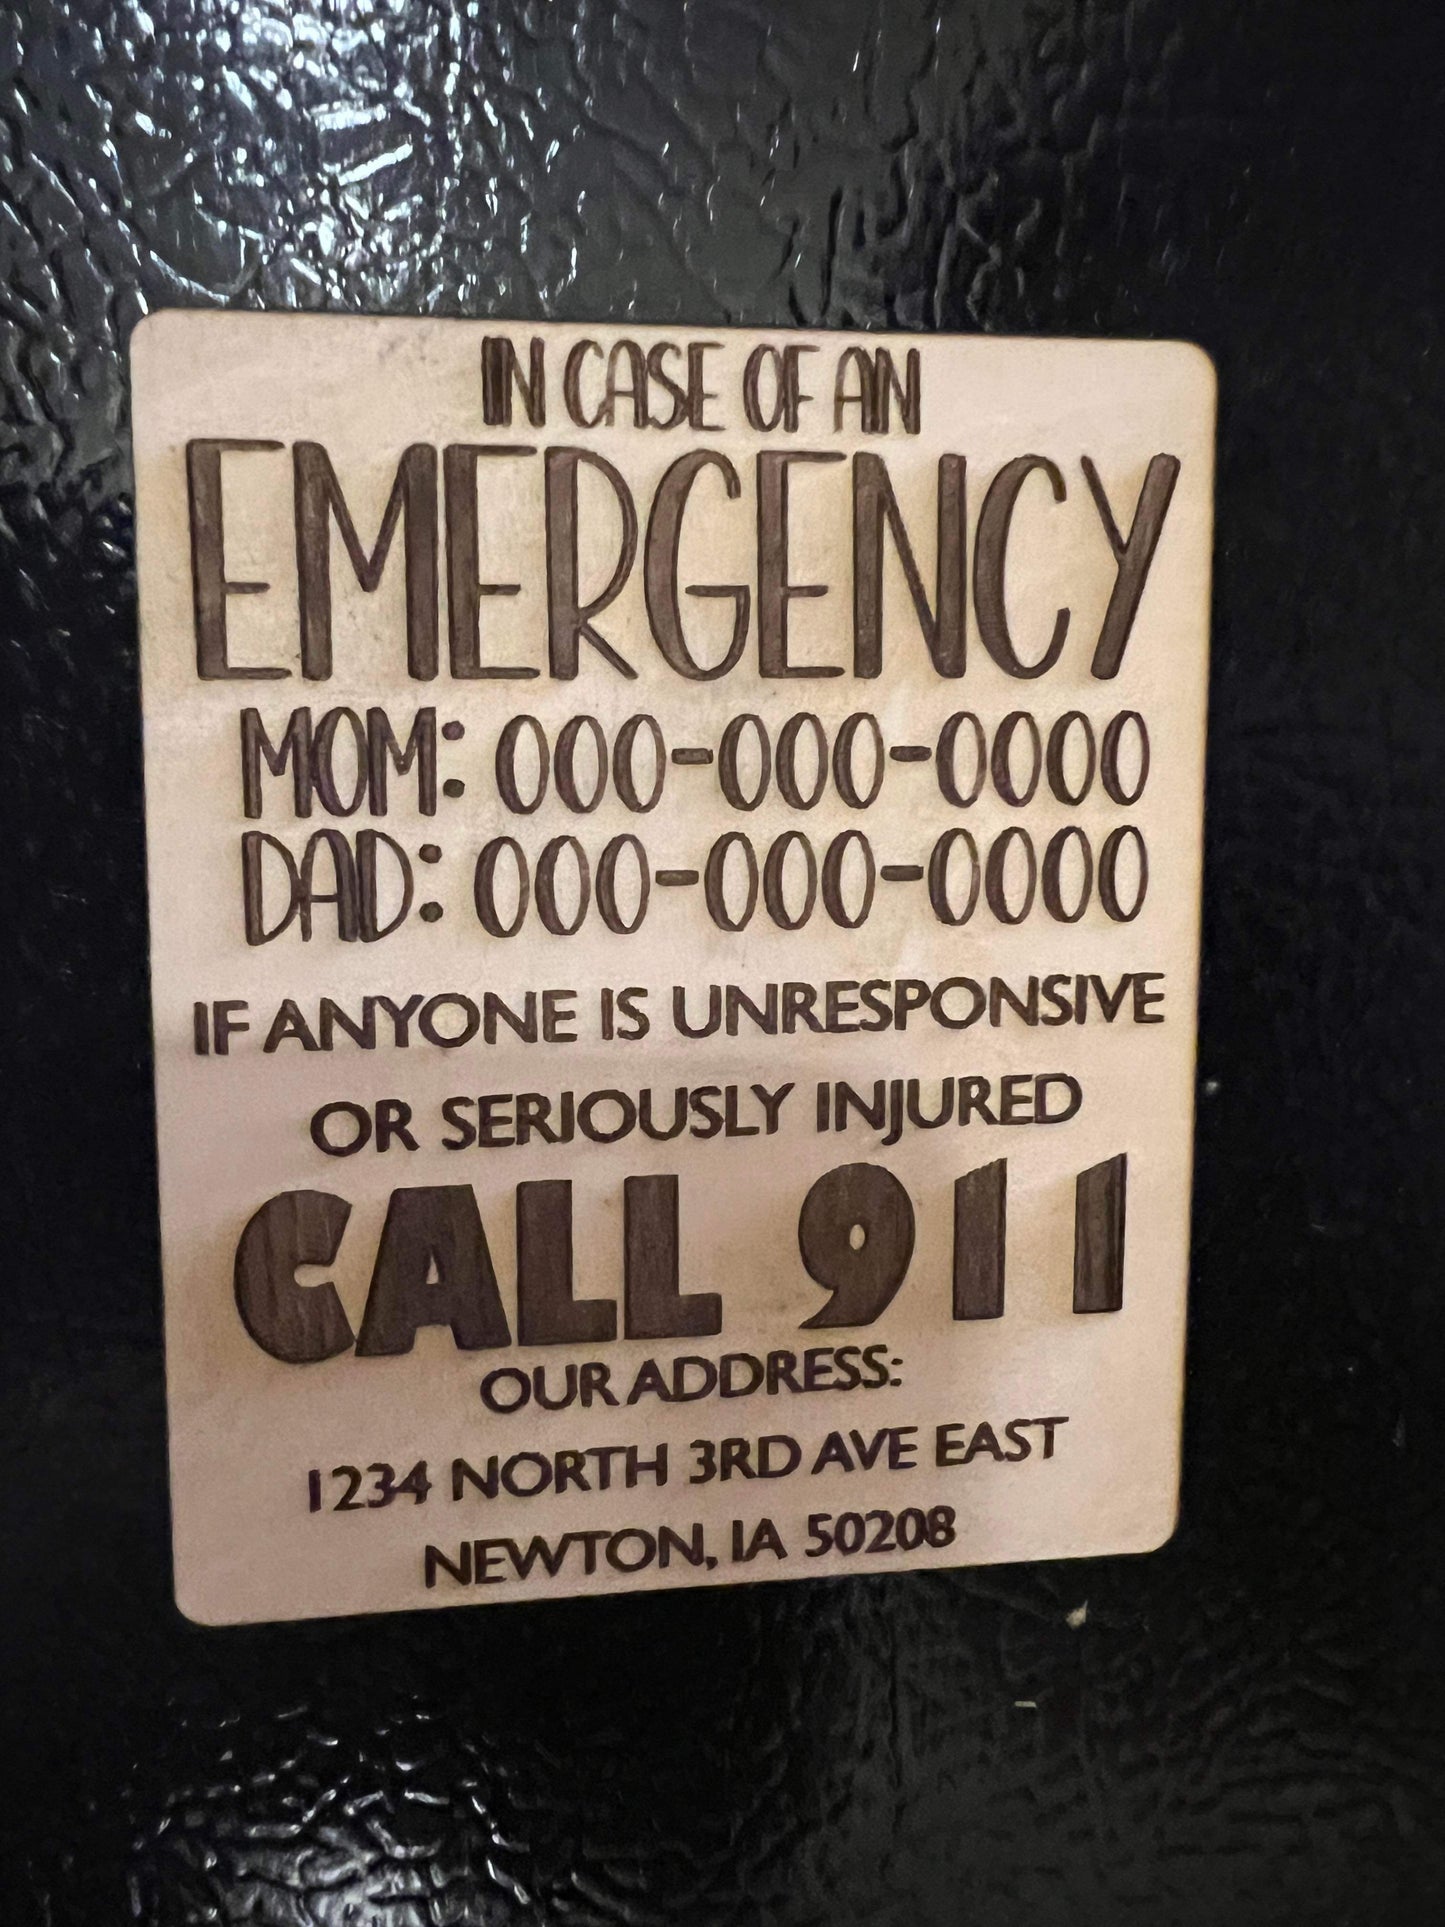 IN CASE OF AN
EMERGENCY
MOM: 000-000-0000
DAD: 000-000-0000
IF ANYONE IS UNRESPONSIVE
OR SERIOUSLY INJURED
CALL 911
OUR ADDRESS:
1234 NORTH 3RD AVE EAST
NEWTON, IA 50208